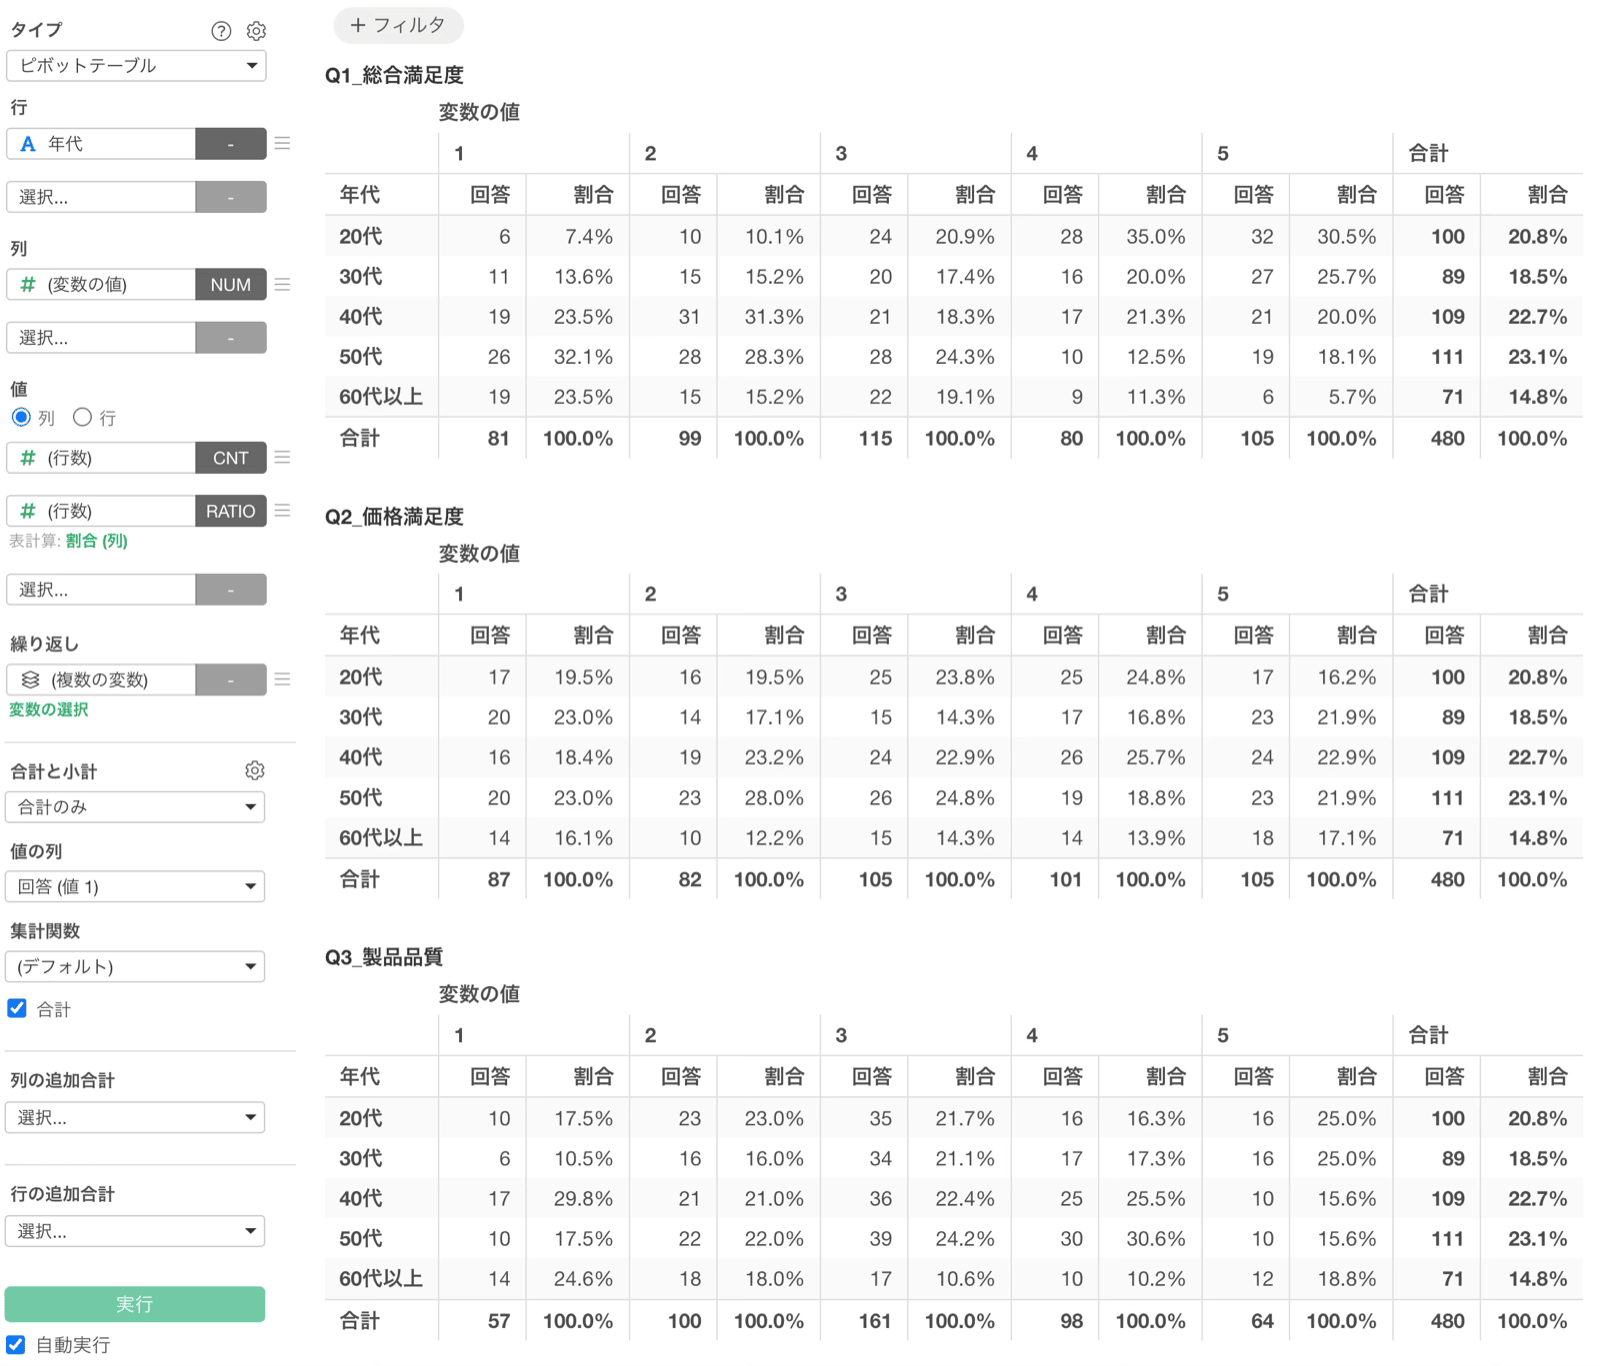 タイプ
ピボットテーブル
行
A 年代 -
選択... -
列
# (変数の値) NUM
選択... -
値
列 行
# (行数) CNT
# (行数) RATIO
表計算: 割合 (列)
選択... -
繰り返し
(複数の変数) -
変数の選択
合計と小計
合計のみ
値の列
回答 (値 1)
集計関数
(デフォルト)
合計
列の追加合計
選択...
行の追加合計
選択...
実行
自動実行
+ フィルタ
Q1_総合満足度
変数の値
1 2 3 4 5 合計
年代 回答 割合 回答 割合 回答 割合 回答 割合 回答 割合 回答 割合
20代 6 7.4% 10 10.1% 24 20.9% 28 35.0% 32 30.5% 100 20.8%
30代 11 13.6% 15 15.2% 20 17.4% 16 20.0% 27 25.7% 89 18.5%
40代 19 23.5% 31 31.3% 21 18.3% 17 21.3% 21 20.0% 109 22.7%
50代 26 32.1% 28 28.3% 28 24.3% 10 12.5% 19 18.1% 111 23.1%
60代以上 19 23.5% 15 15.2% 22 19.1% 9 11.3% 6 5.7% 71 14.8%
合計 81 100.0% 99 100.0% 115 100.0% 80 100.0% 105 100.0% 480 100.0%
Q2_価格満足度
変数の値
1 2 3 4 5 合計
年代 回答 割合 回答 割合 回答 割合 回答 割合 回答 割合 回答 割合
20代 17 19.5% 16 19.5% 25 23.8% 25 24.8% 17 16.2% 100 20.8%
30代 20 23.0% 14 17.1% 15 14.3% 17 16.8% 23 21.9% 89 18.5%
40代 16 18.4% 19 23.2% 24 22.9% 26 25.7% 24 22.9% 109 22.7%
50代 20 23.0% 23 28.0% 26 24.8% 19 18.8% 23 21.9% 111 23.1%
60代以上 14 16.1% 10 12.2% 15 14.3% 14 13.9% 18 17.1% 71 14.8%
合計 87 100.0% 82 100.0% 105 100.0% 101 100.0% 105 100.0% 480 100.0%
Q3_製品品質
変数の値
1 2 3 4 5 合計
年代 回答 割合 回答 割合 回答 割合 回答 割合 回答 割合 回答 割合
20代 10 17.5% 23 23.0% 35 21.7% 16 16.3% 16 25.0% 100 20.8%
30代 6 10.5% 16 16.0% 34 21.1% 17 17.3% 16 25.0% 89 18.5%
40代 17 29.8% 21 21.0% 36 22.4% 25 25.5% 10 15.6% 109 22.7%
50代 10 17.5% 22 22.0% 39 24.2% 30 30.6% 10 15.6% 111 23.1%
60代以上 14 24.6% 18 18.0% 17 10.6% 10 10.2% 12 18.8% 71 14.8%
合計 57 100.0% 100 100.0% 161 100.0% 98 100.0% 64 100.0% 480 100.0%